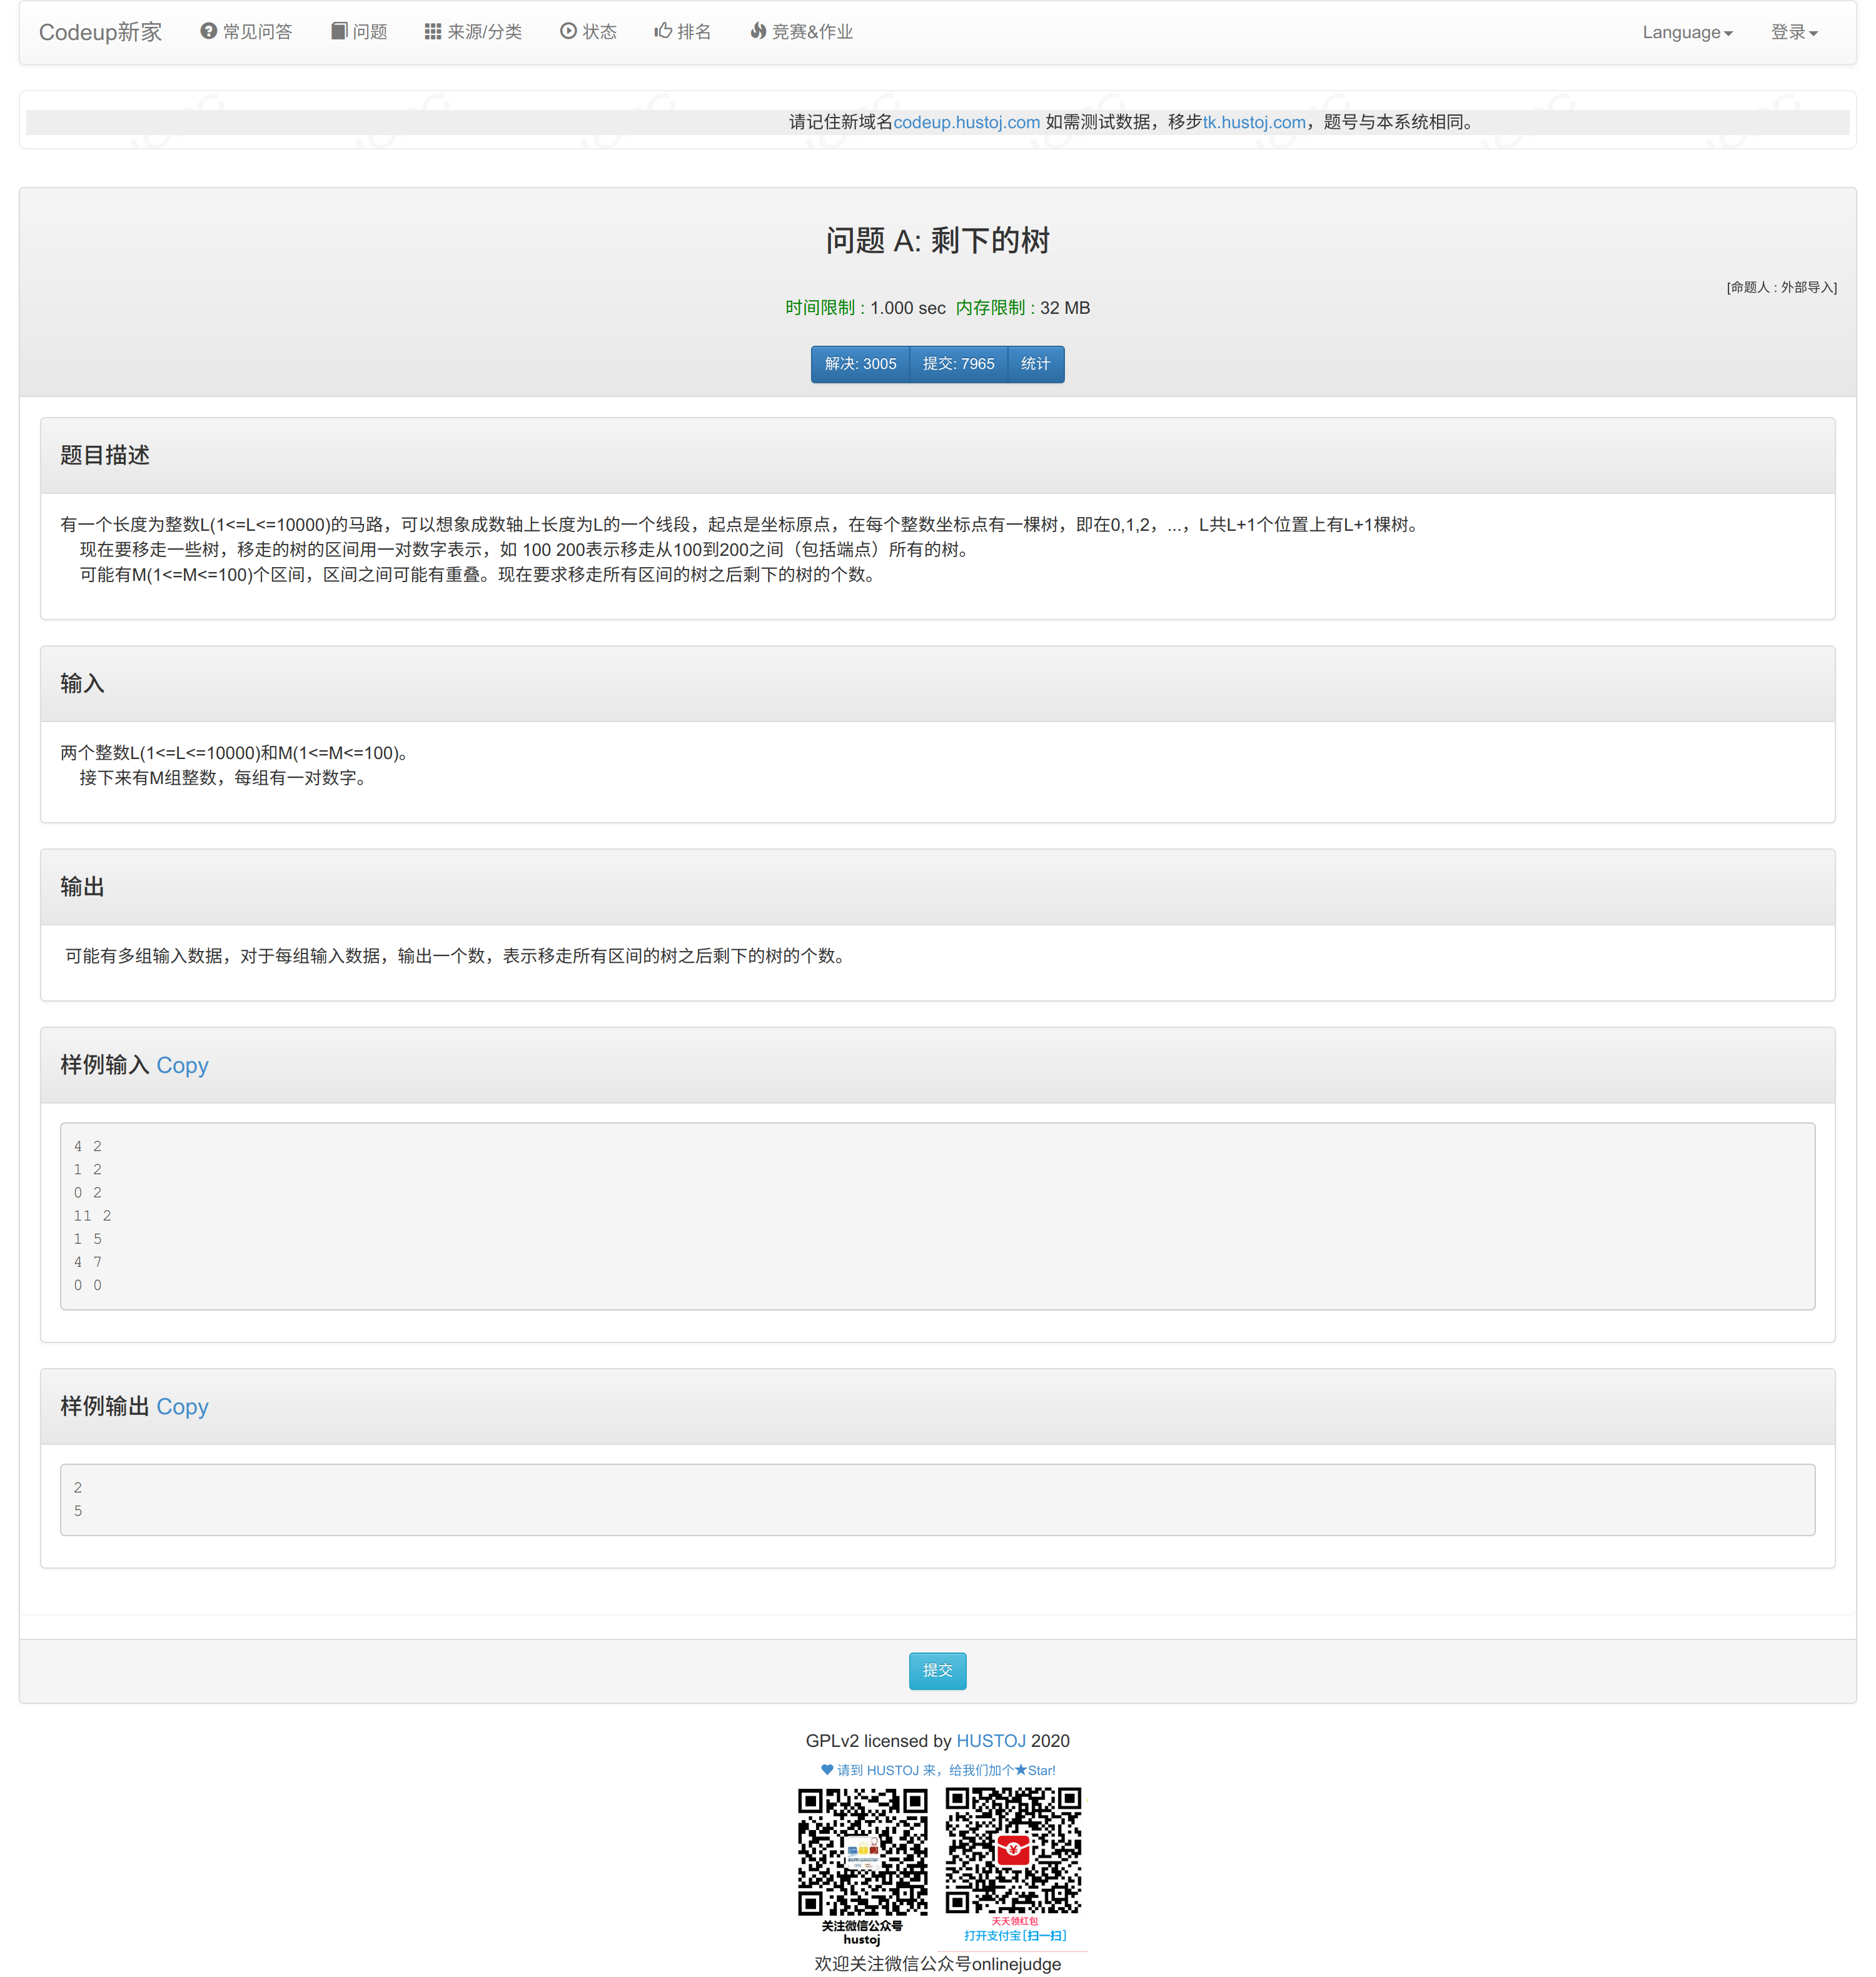 Codeup新家 常见问答 问题 来源/分类 状态 排名 竞赛&作业 Language 登录
请记住新域名codeup.hustoj.com 如需测试数据，移步tk.hustoj.com，题号与本系统相同。
问题 A: 剩下的树
[命题人 : 外部导入]
时间限制 : 1.000 sec 内存限制 : 32 MB
解决: 3005 提交: 7965 统计
题目描述
有一个长度为整数L(1<=L<=10000)的马路，可以想象成数轴上长度为L的一个线段，起点是坐标原点，在每个整数坐标点有一棵树，即在0,1,2，...，L共L+1个位置上有L+1棵树。
现在要移走一些树，移走的树的区间用一对数字表示，如 100 200表示移走从100到200之间（包括端点）所有的树。
可能有M(1<=M<=100)个区间，区间之间可能有重叠。现在要求移走所有区间的树之后剩下的树的个数。
输入
两个整数L(1<=L<=10000)和M(1<=M<=100)。
接下来有M组整数，每组有一对数字。
输出
可能有多组输入数据，对于每组输入数据，输出一个数，表示移走所有区间的树之后剩下的树的个数。
样例输入 Copy
4 2
1 2
0 2
11 2
1 5
4 7
0 0
样例输出 Copy
2
5
提交
GPLv2 licensed by HUSTOJ 2020
请到 HUSTOJ 来，给我们加个★Star!
关注微信公众号
hustoj
天天领红包
打开支付宝[扫一扫]
欢迎关注微信公众号onlinejudge